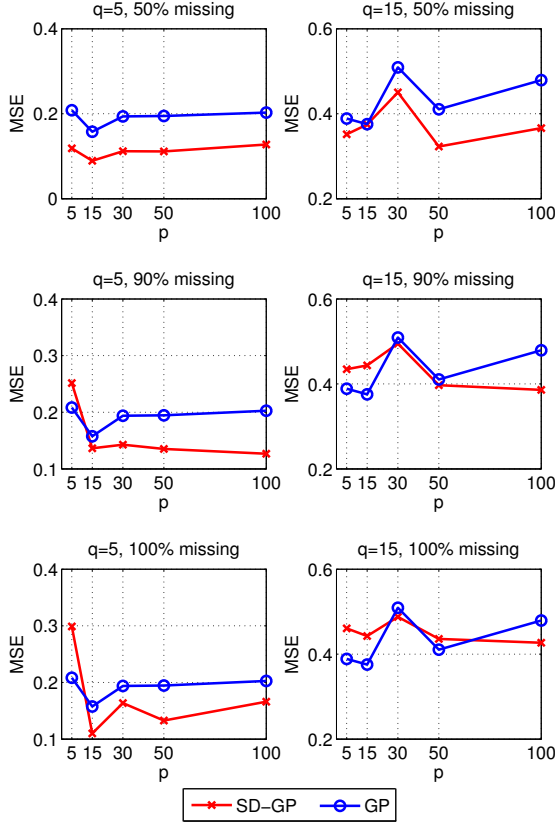 q=5, 50% missing
0.4
0.2
0
MSE
5 15 30 50 100
p
q=15, 50% missing
0.6
0.4
0.2
MSE
5 15 30 50 100
p
q=5, 90% missing
0.4
0.3
0.2
0.1
MSE
5 15 30 50 100
p
q=15, 90% missing
0.6
0.4
0.2
MSE
5 15 30 50 100
p
q=5, 100% missing
0.4
0.3
0.2
0.1
MSE
5 15 30 50 100
p
q=15, 100% missing
0.6
0.4
0.2
MSE
5 15 30 50 100
p
SD−GP GP